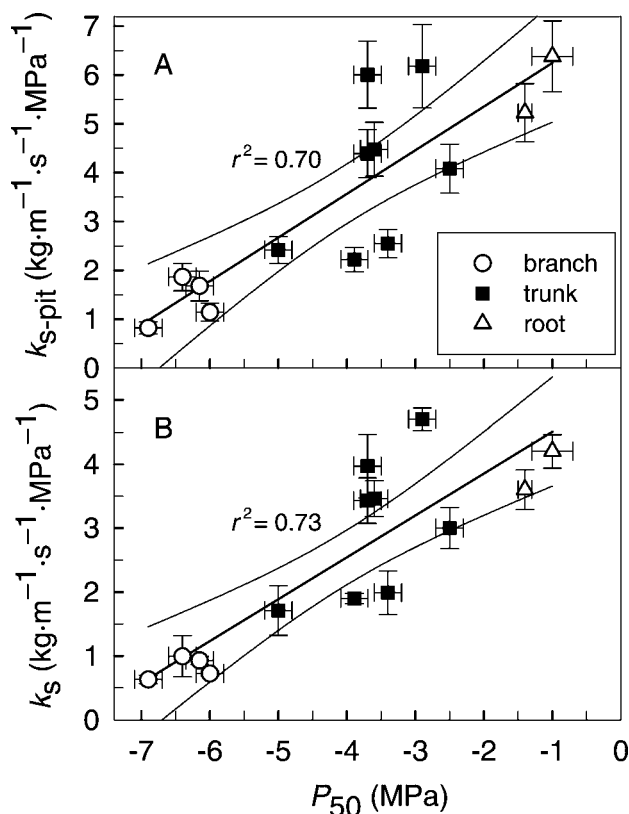 7
6
5
4
3
2
1
0
k_s-pit (kg·m⁻¹·s⁻¹·MPa⁻¹)
A
r² = 0.70
branch
trunk
root
5
4
3
2
1
0
k_s (kg·m⁻¹·s⁻¹·MPa⁻¹)
B
r² = 0.73
-7 -6 -5 -4 -3 -2 -1 0
P₅₀ (MPa)